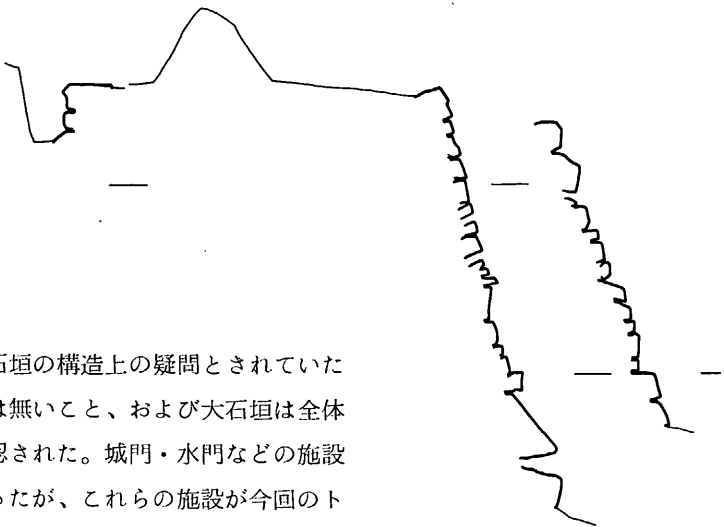 石垣の構造上の疑問とされていた
は無いこと、および大石垣は全体
認された。城門・水門などの施設
ったが、これらの施設が今回のト